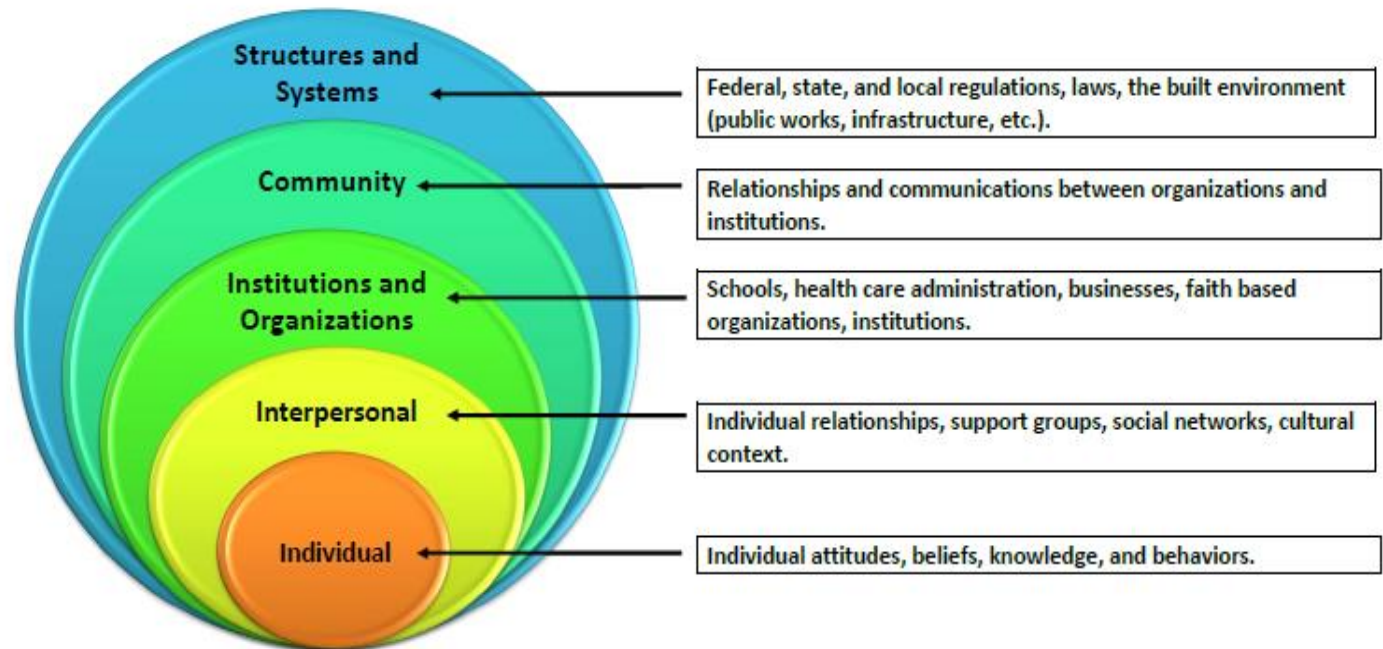 Structures and
Systems
Federal, state, and local regulations, laws, the built environment
(public works, infrastructure, etc.).
Community
Relationships and communications between organizations and
institutions.
Institutions and
Organizations
Schools, health care administration, businesses, faith based
organizations, institutions.
Interpersonal
Individual relationships, support groups, social networks, cultural
context.
Individual
Individual attitudes, beliefs, knowledge, and behaviors.